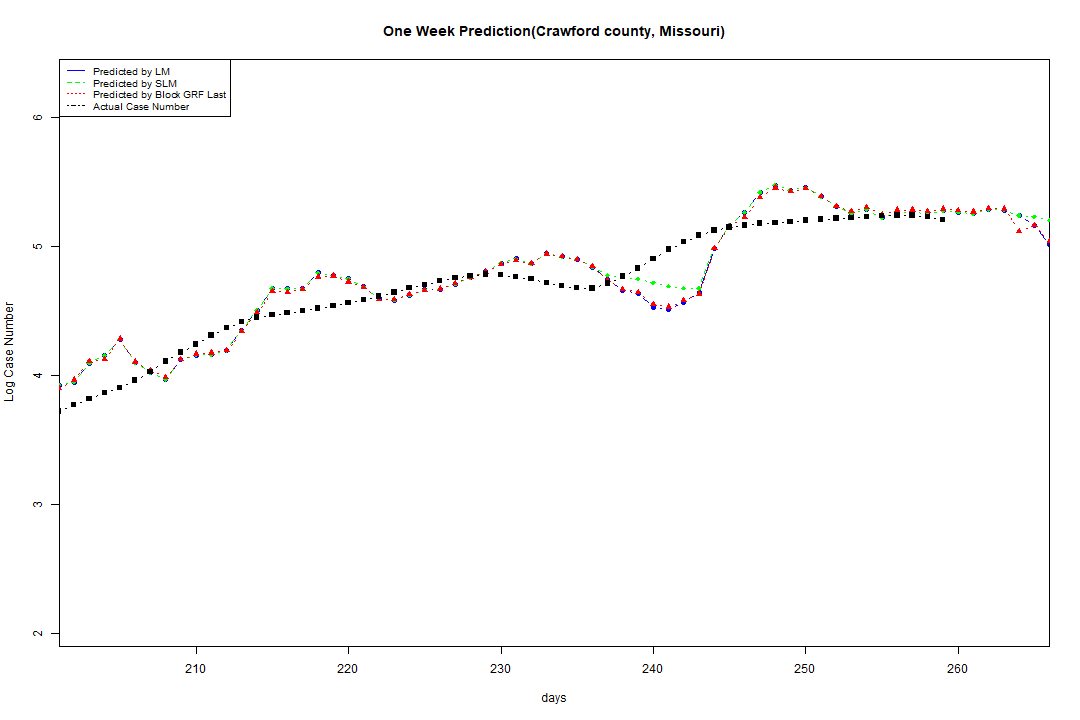 One Week Prediction(Crawford county, Missouri)
Predicted by LM
Predicted by SLM
Predicted by Block GRF Last
Actual Case Number
6
5
4
3
2
Log Case Number
210 220 230 240 250 260
days